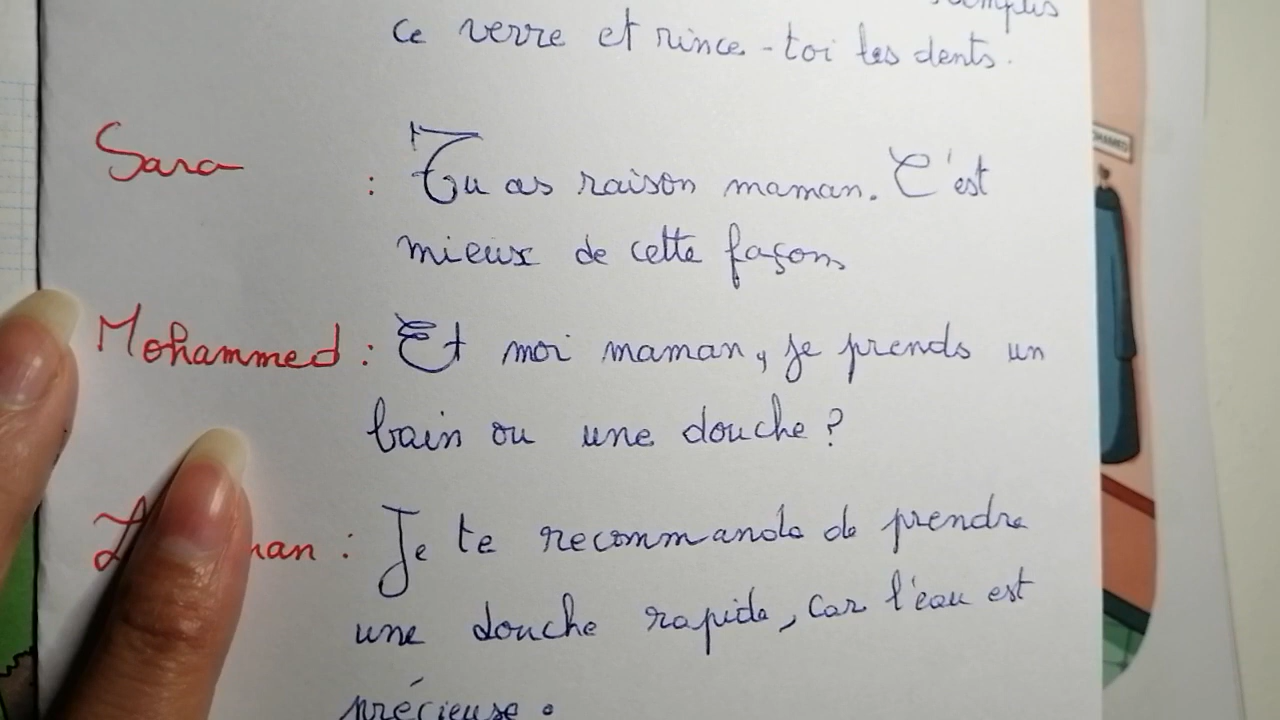 ce verre et rince-toi les dents.
Sara : Tu as raison maman. C'est
mieux de cette façons
Mohammed : Et moi maman, je prends un
bain ou une douche ?
: Je te recommande de prendre
une douche rapide, car l'eau est
précieuse.